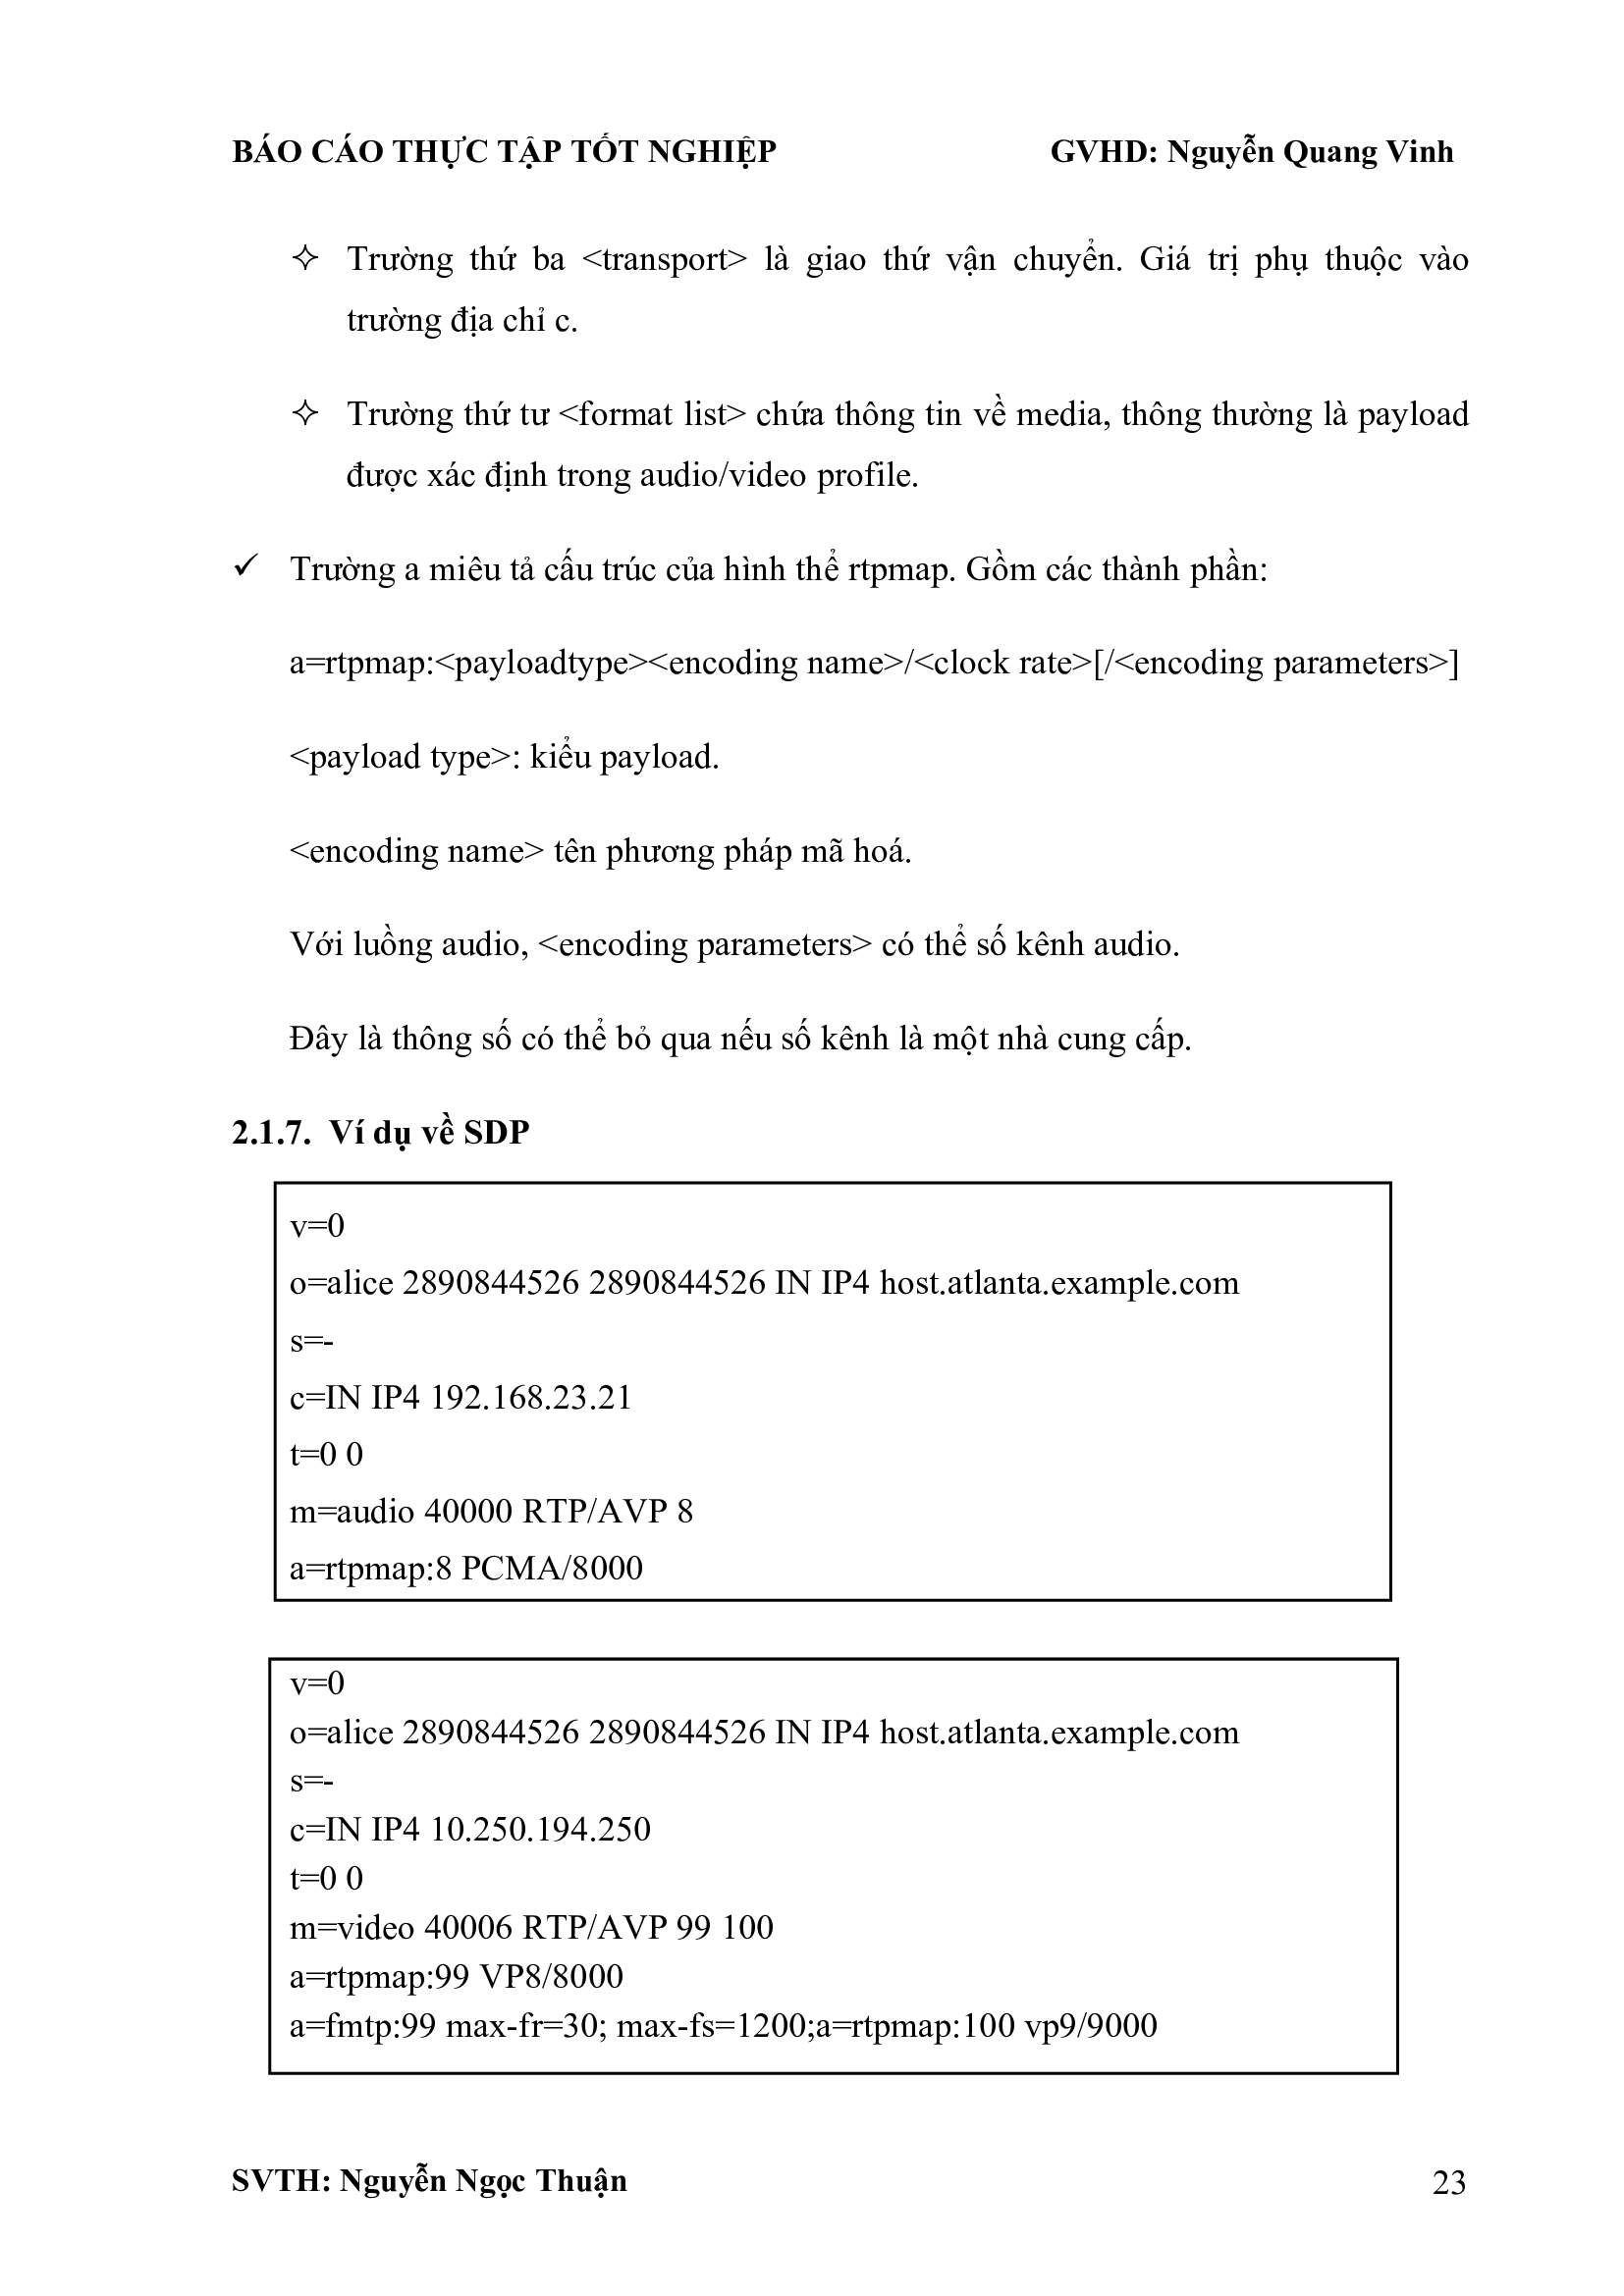 BÁO CÁO THỰC TẬP TỐT NGHIỆP GVHD: Nguyễn Quang Vinh
✧ Trường thứ ba <transport> là giao thứ vận chuyển. Giá trị phụ thuộc vào
trường địa chỉ c.
✧ Trường thứ tư <format list> chứa thông tin về media, thông thường là payload
được xác định trong audio/video profile.
✓ Trường a miêu tả cấu trúc của hình thể rtpmap. Gồm các thành phần:
a=rtpmap:<payloadtype><encoding name>/<clock rate>[/<encoding parameters>]
<payload type>: kiểu payload.
<encoding name> tên phương pháp mã hoá.
Với luồng audio, <encoding parameters> có thể số kênh audio.
Đây là thông số có thể bỏ qua nếu số kênh là một nhà cung cấp.
2.1.7. Ví dụ về SDP
v=0
o=alice 2890844526 2890844526 IN IP4 host.atlanta.example.com
s=-
c=IN IP4 192.168.23.21
t=0 0
m=audio 40000 RTP/AVP 8
a=rtpmap:8 PCMA/8000
v=0
o=alice 2890844526 2890844526 IN IP4 host.atlanta.example.com
s=-
c=IN IP4 10.250.194.250
t=0 0
m=video 40006 RTP/AVP 99 100
a=rtpmap:99 VP8/8000
a=fmtp:99 max-fr=30; max-fs=1200;a=rtpmap:100 vp9/9000
SVTH: Nguyễn Ngọc Thuận 23